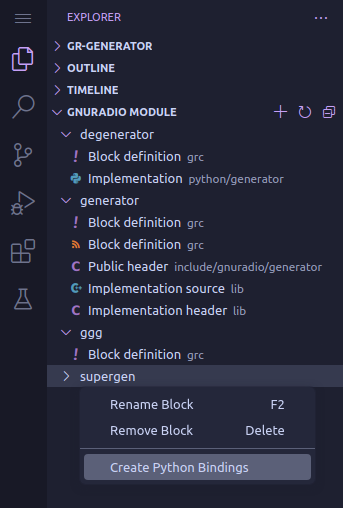 EXPLORER
GR-GENERATOR
OUTLINE
TIMELINE
GNURADIO MODULE
degenerator
! Block definition grc
Implementation python/generator
generator
! Block definition grc
Block definition grc
C Public header include/gnuradio/generator
C+ Implementation source lib
C Implementation header lib
ggg
! Block definition grc
supergen
Rename Block F2
Remove Block Delete
Create Python Bindings